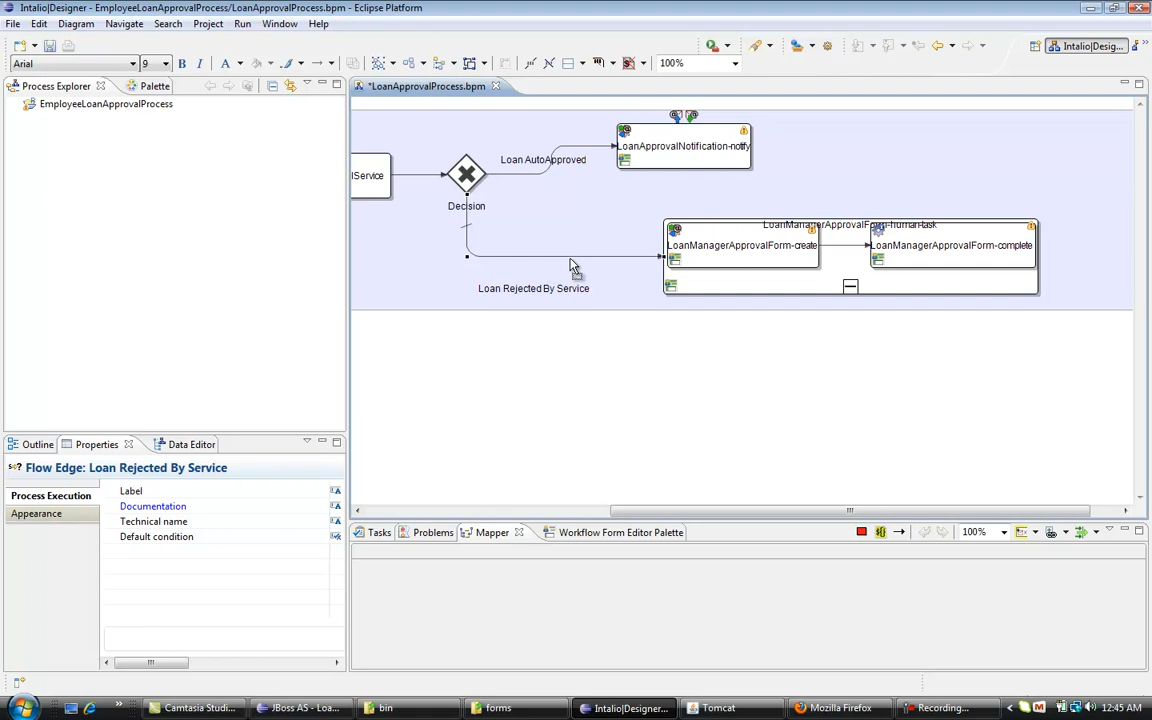 Intalio|Designer - EmployeeLoanApprovalProcess/LoanApprovalProcess.bpm - Eclipse Platform
File Edit Diagram Navigate Search Project Run Window Help
Intalio|Desig...
Arial 9 B I A 100%
Process Explorer Palette
*LoanApprovalProcess.bpm
EmployeeLoanApprovalProcess
LoanApprovalNotification-notify
Loan AutoApproved
lService
Decision
LoanManagerApprovalForm-human-task
LoanManagerApprovalForm-create
LoanManagerApprovalForm-complete
Loan Rejected By Service
Outline Properties Data Editor
Flow Edge: Loan Rejected By Service
Process Execution
Appearance
Label
Documentation
Technical name
Default condition
Tasks Problems Mapper Workflow Form Editor Palette 100%
Camtasia Studi...
JBoss AS - Loa...
bin
forms
Intalio|Designer...
Tomcat
Mozilla Firefox
Recording...
12:45 AM